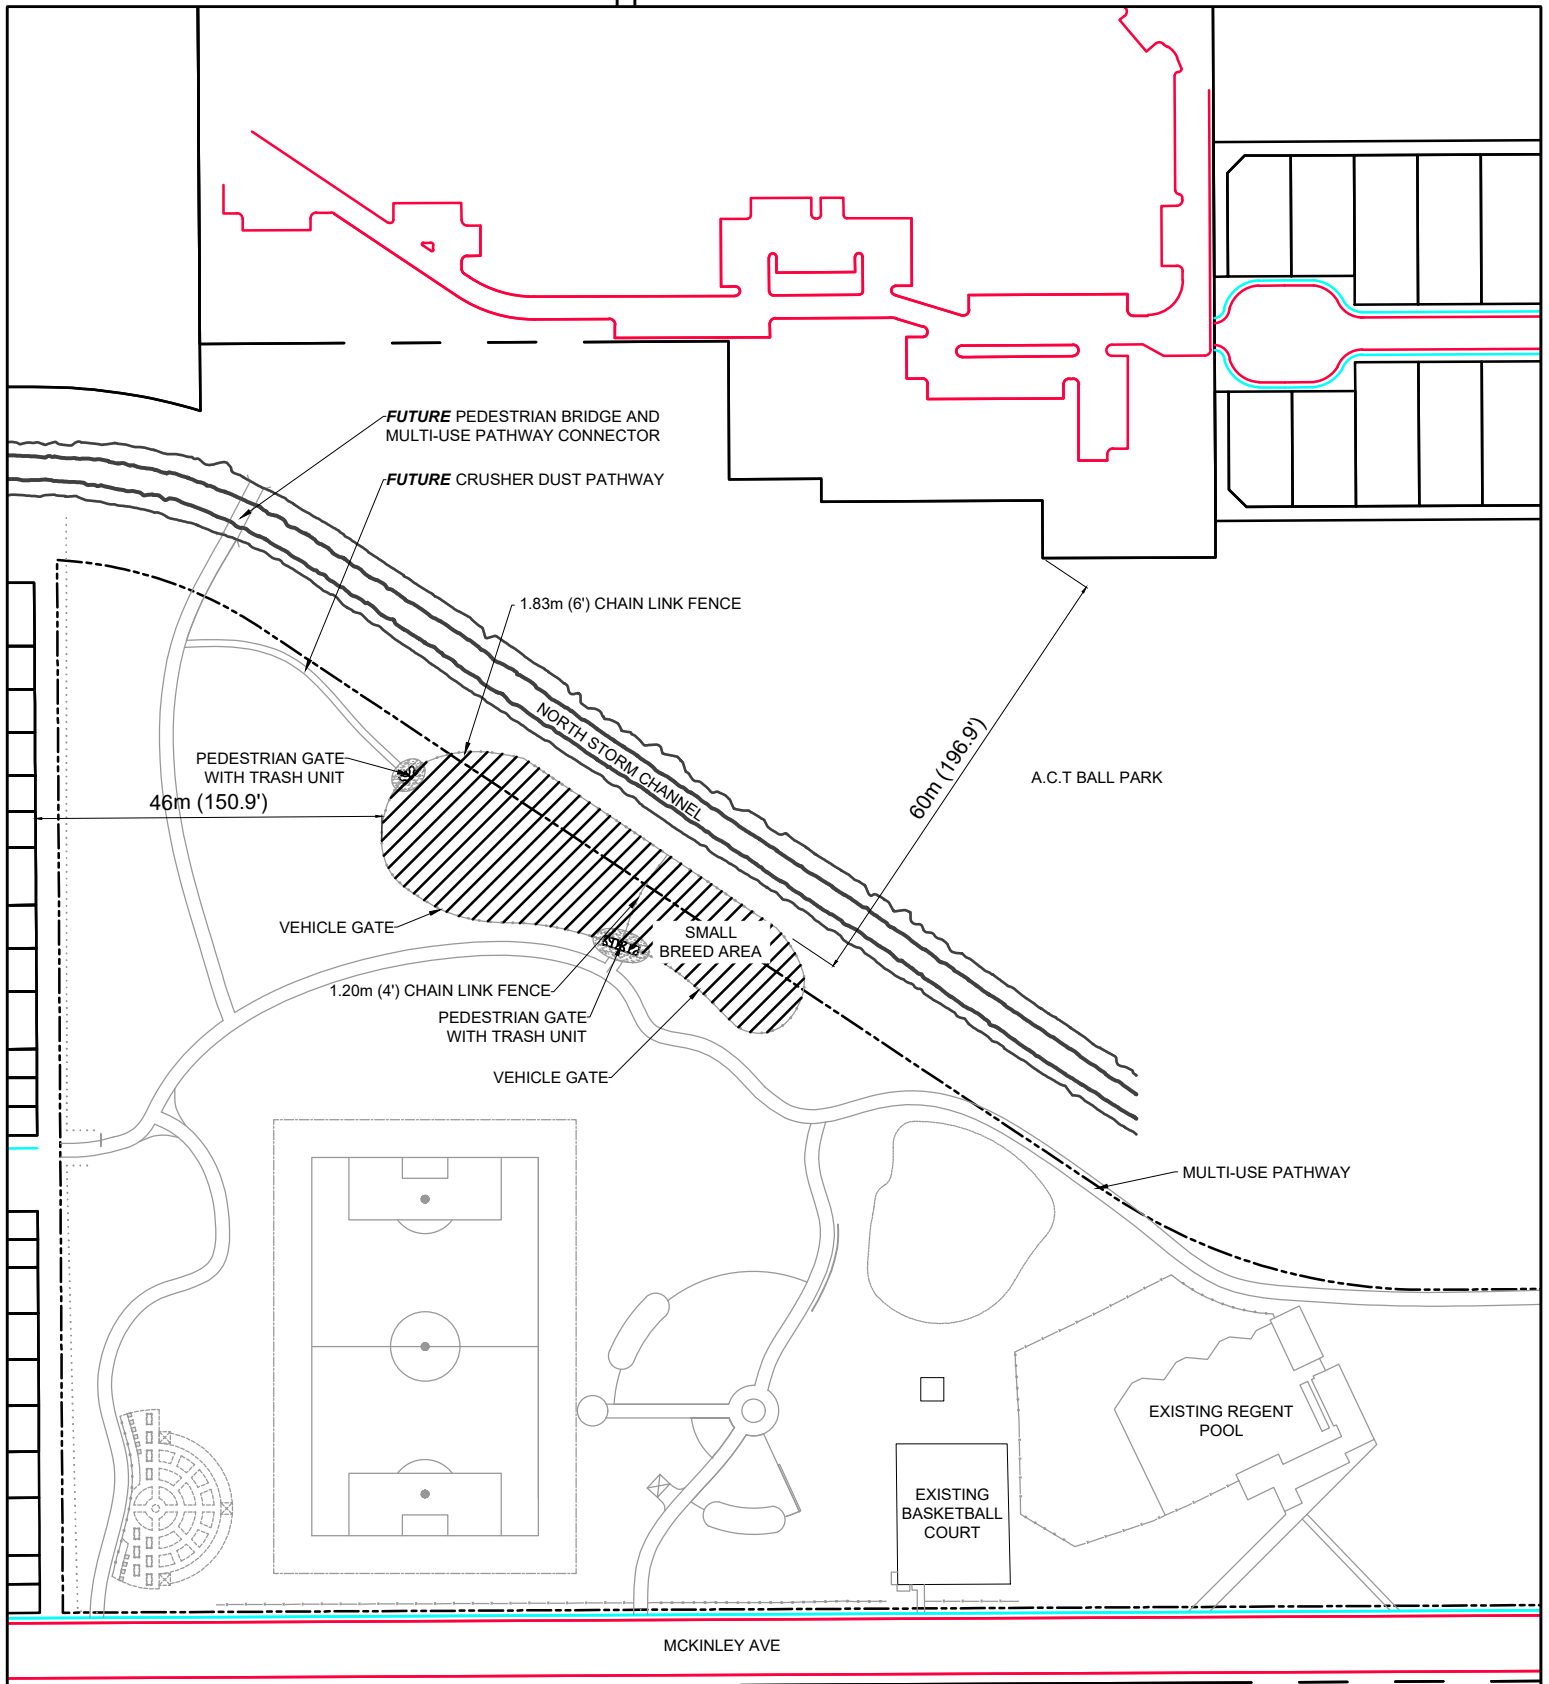 FUTURE PEDESTRIAN BRIDGE AND
MULTI-USE PATHWAY CONNECTOR
FUTURE CRUSHER DUST PATHWAY
1.83m (6') CHAIN LINK FENCE
NORTH STORM CHANNEL
60m (196.9')
A.C.T BALL PARK
PEDESTRIAN GATE
WITH TRASH UNIT
46m (150.9')
VEHICLE GATE
SMALL
BREED AREA
1.20m (4') CHAIN LINK FENCE
PEDESTRIAN GATE
WITH TRASH UNIT
VEHICLE GATE
MULTI-USE PATHWAY
EXISTING REGENT
POOL
EXISTING
BASKETBALL
COURT
MCKINLEY AVE